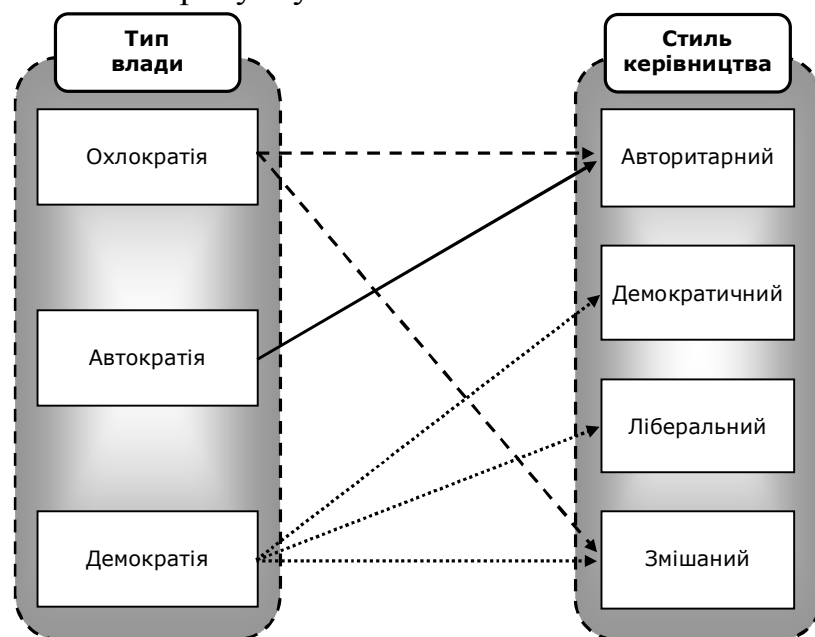 Тип
влади
Стиль
керівництва
Охлократія
Авторитарний
Демократичний
Автократія
Ліберальний
Демократія
Змішаний